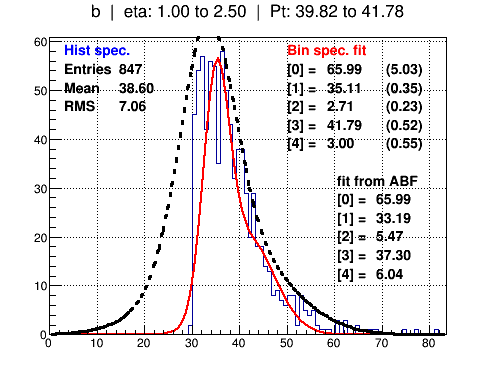 b | eta: 1.00 to 2.50 | Pt: 39.82 to 41.78
Hist spec.
Entries 847
Mean 38.60
RMS 7.06
Bin spec. fit
[0] = 65.99 (5.03)
[1] = 35.11 (0.35)
[2] = 2.71 (0.23)
[3] = 41.79 (0.52)
[4] = 3.00 (0.55)
fit from ABF
[0] = 65.99
[1] = 33.19
[2] = 5.47
[3] = 37.30
[4] = 6.04
60
50
40
30
20
10
0
0 10 20 30 40 50 60 70 80